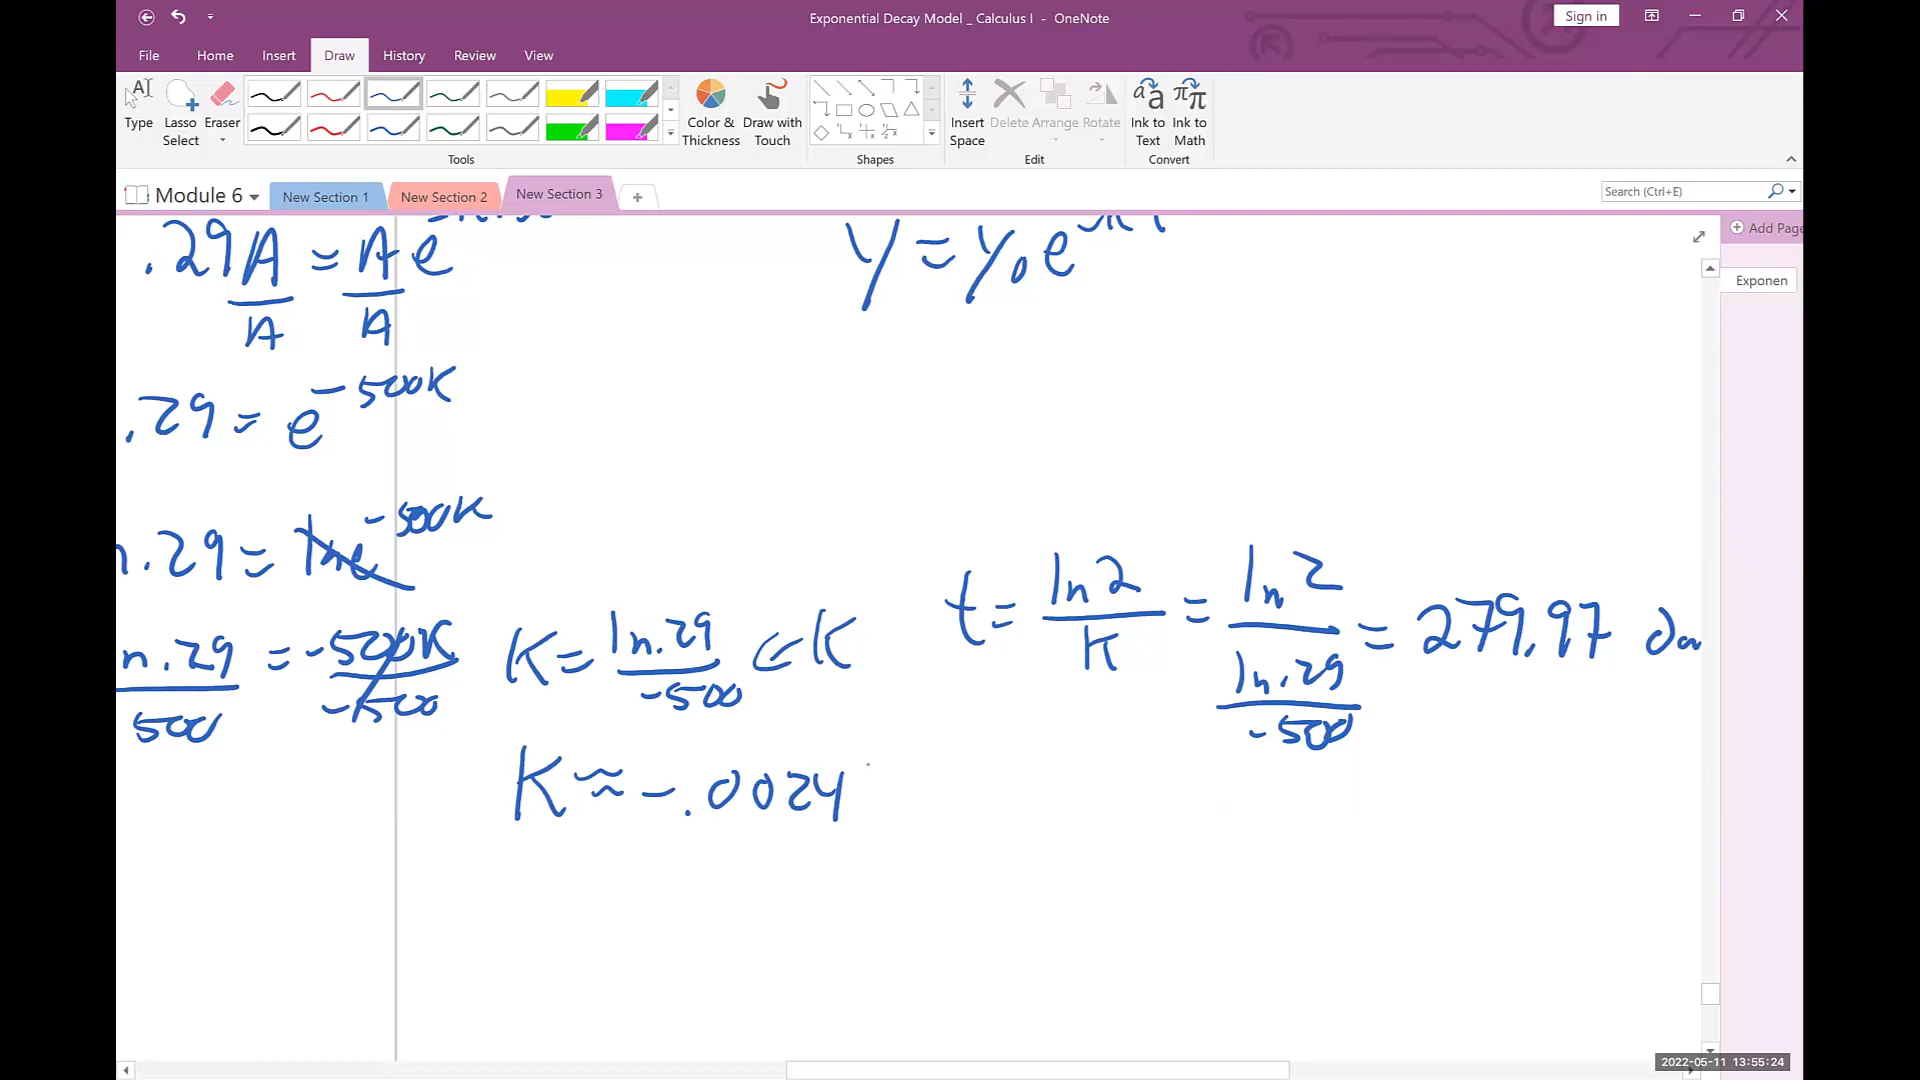 Exponential Decay Model _ Calculus I - OneNote
Sign in
File Home Insert Draw History Review View
Type
Lasso Select
Eraser
Color & Thickness
Draw with Touch
Insert Space
Delete
Arrange
Rotate
Ink to Text
Ink to Math
Tools
Shapes
Edit
Convert
Module 6
New Section 1
New Section 2
New Section 3
Search (Ctrl+E)
Add Page
Exponen
.29A/A = Ae/A
y = y₀e
.29 = e^-500K
n.29 = lne^-500K
n.29/500 = -500K/-500
K = ln.29/-500 ← K
t = ln2/K = ln2/(ln.29/-500) = 279.97 Da
K ≈ -.0024
2022-05-11 13:55:24